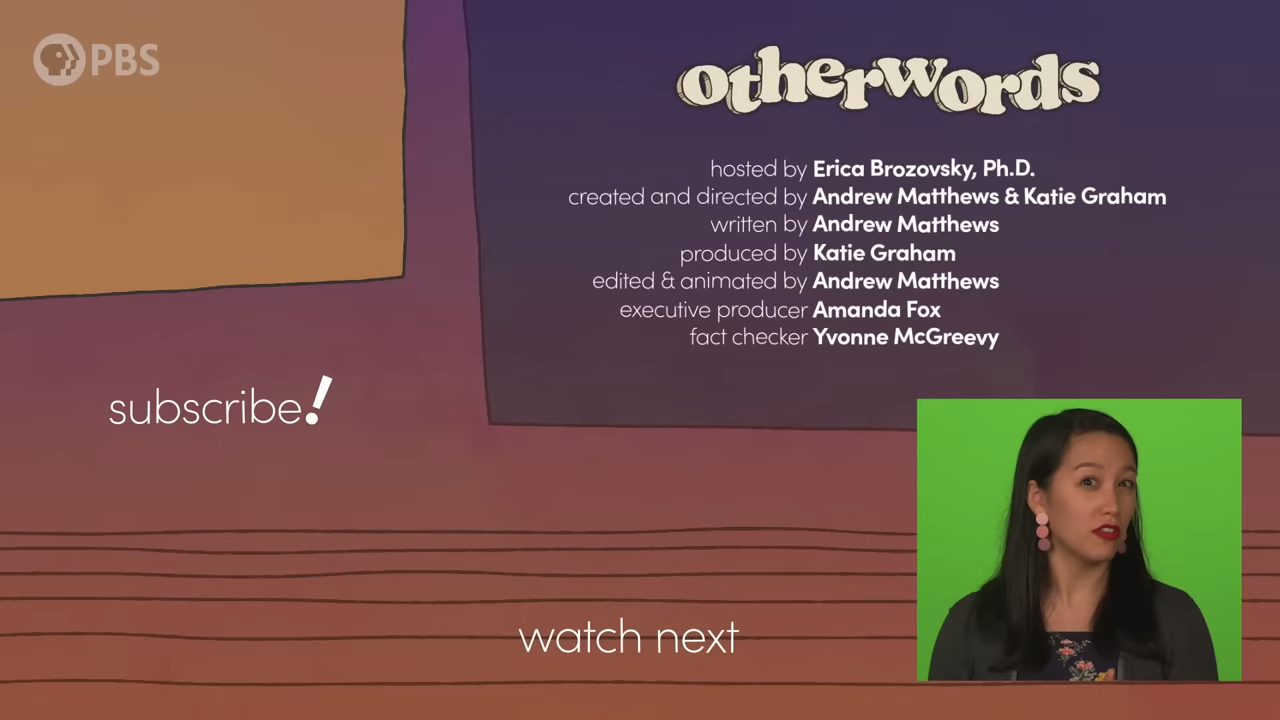 PBS
otherwords
hosted by Erica Brozovsky, Ph.D.
created and directed by Andrew Matthews & Katie Graham
written by Andrew Matthews
produced by Katie Graham
edited & animated by Andrew Matthews
executive producer Amanda Fox
fact checker Yvonne McGreevy
subscribe!
watch next